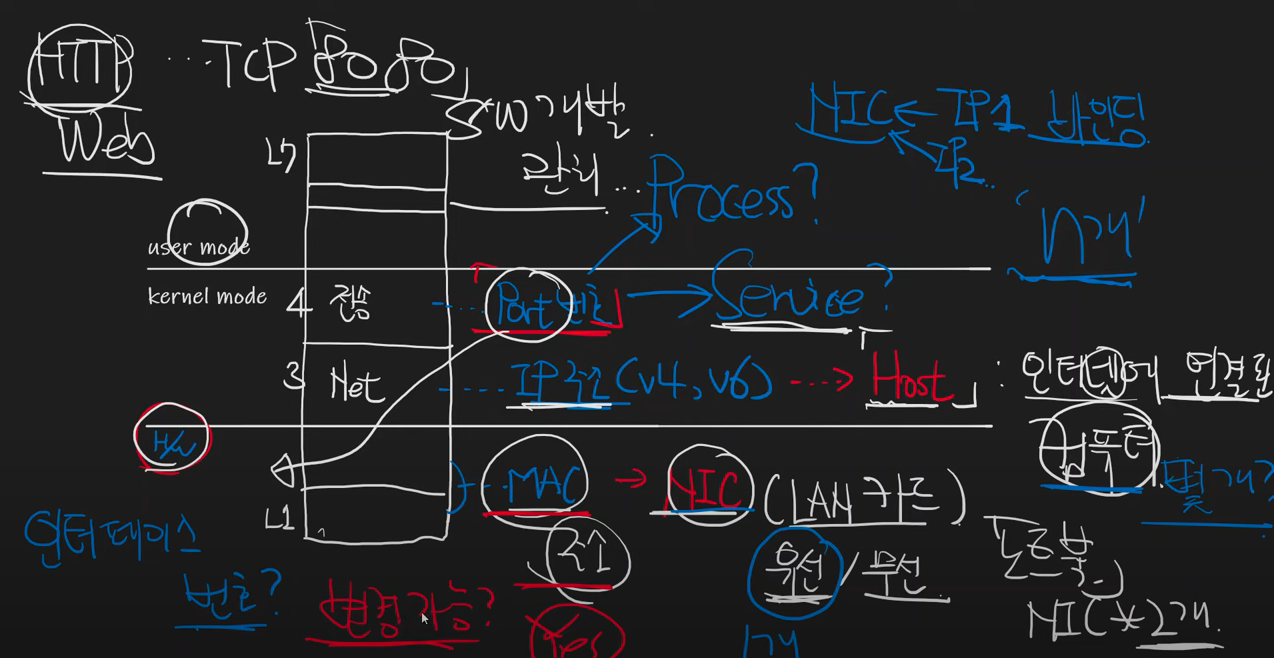 HTTP ... TCP 「80 80」
Web
S/W 개발
관리...
NIC ← IP1 바인딩
IP2..
'N개'
L7
Process?
user mode
kernel mode
4 전송 ---- Port번호 → Service?
3 Net ---- IP주소 (v4, v6) ---> Host」 : 인터넷에 연결된
컴퓨터
H/W
몇개?
MAC → NIC (LAN 카드)
L1
주소
유선/무선
인터페이스
번호?
변경가능?
Yes
1개
노트북
NIC * 2개.